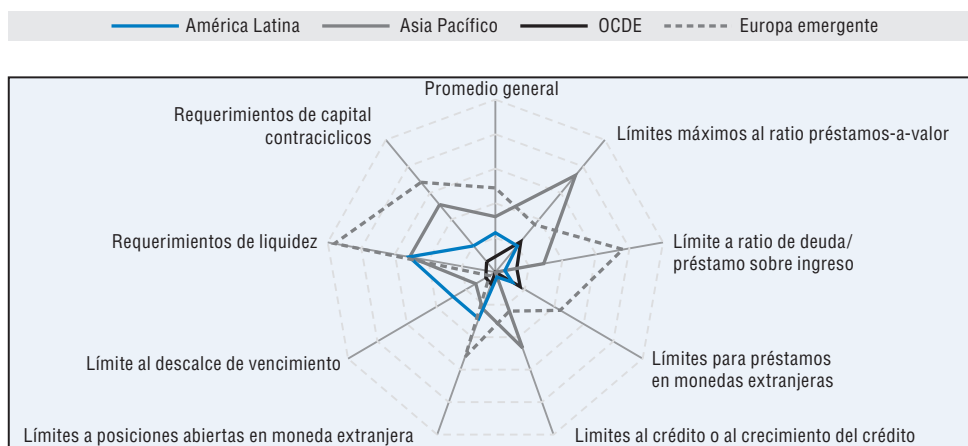 América Latina
Asia Pacífico
OCDE
Europa emergente
Promedio general
Requerimientos de capital
contraciclicos
Límites máximos al ratio préstamos-a-valor
Requerimientos de liquidez
Límite a ratio de deuda/
préstamo sobre ingreso
Límite al descalce de vencimiento
Límites para préstamos
en monedas extranjeras
Límites a posiciones abiertas en moneda extranjera
Limites al crédito o al crecimiento del crédito